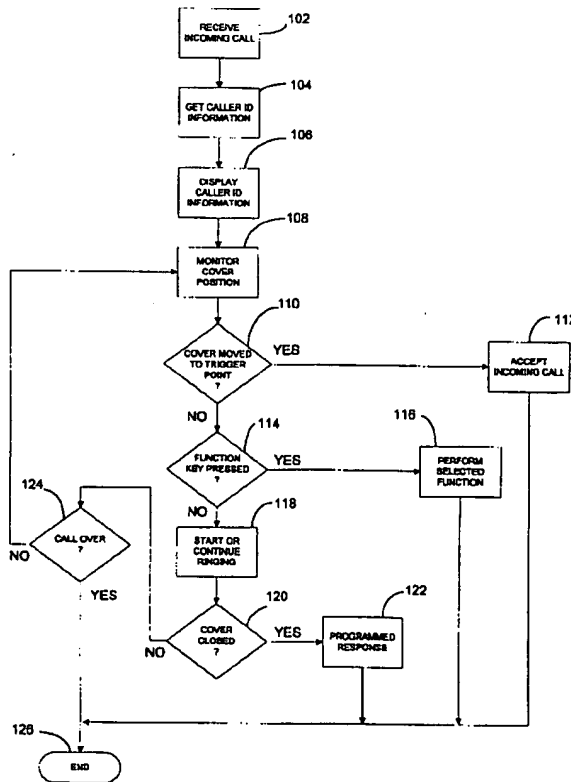 RECEIVE
INCOMING CALL
102
GET CALLER ID
INFORMATION
104
DISPLAY
CALLER ID
INFORMATION
106
MONITOR
COVER
POSITION
108
COVER MOVED
TO TRIGGER
POINT
?
110
YES
NO
ACCEPT
INCOMING CALL
FUNCTION
KEY PRESSED
?
114
YES
NO
PERFORM
SELECTED
FUNCTION
116
START OR
CONTINUE
RINGING
118
COVER
CLOSED
?
120
YES
NO
PROGRAMMED
RESPONSE
122
CALL OVER
?
124
NO
YES
END
126